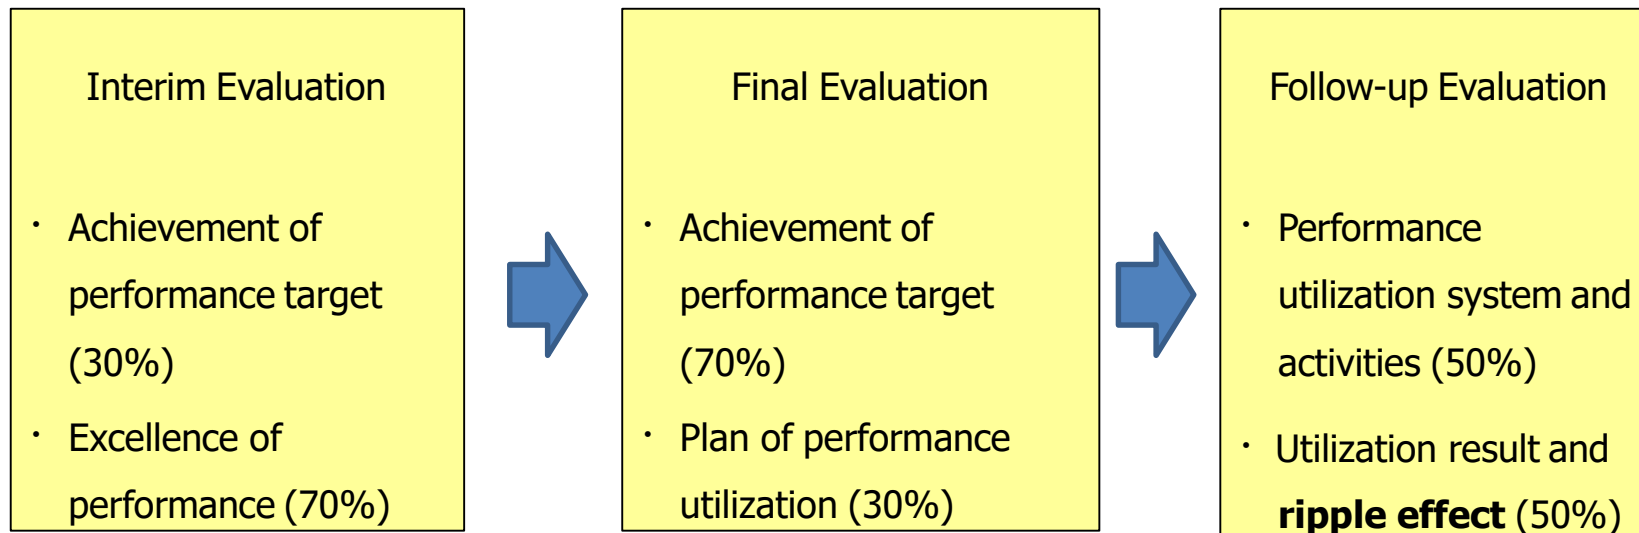 Interim Evaluation
· Achievement of
performance target
(30%)
· Excellence of
performance (70%)
Final Evaluation
· Achievement of
performance target
(70%)
· Plan of performance
utilization (30%)
Follow-up Evaluation
· Performance
utilization system and
activities (50%)
· Utilization result and
ripple effect (50%)